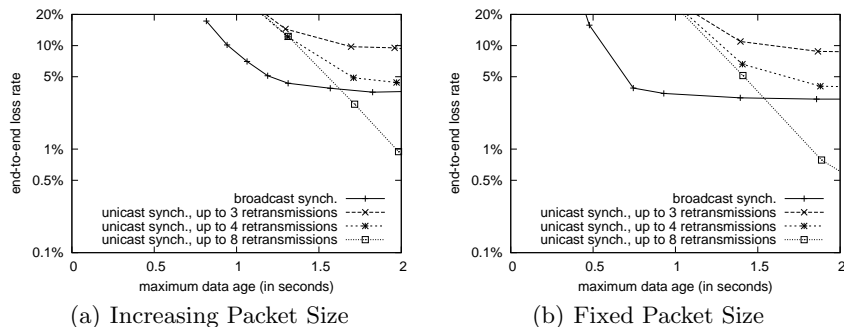 20%
10%
5%
1%
0.5%
0.1%
end-to-end loss rate
broadcast synch.
unicast synch., up to 3 retransmissions
unicast synch., up to 4 retransmissions
unicast synch., up to 8 retransmissions
0 0.5 1 1.5 2
maximum data age (in seconds)
(a) Increasing Packet Size
20%
10%
5%
1%
0.5%
0.1%
end-to-end loss rate
broadcast synch.
unicast synch., up to 3 retransmissions
unicast synch., up to 4 retransmissions
unicast synch., up to 8 retransmissions
0 0.5 1 1.5 2
maximum data age (in seconds)
(b) Fixed Packet Size